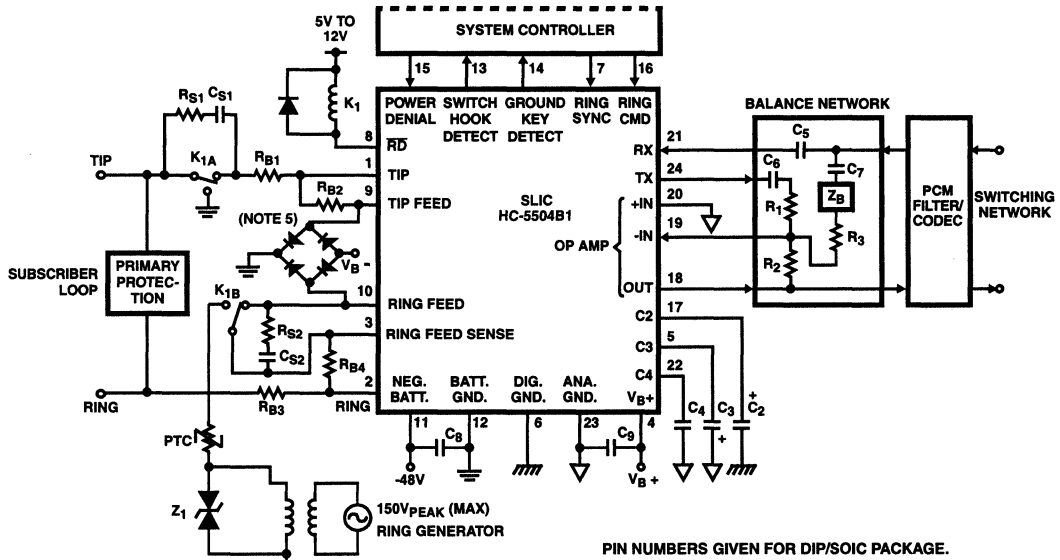 SYSTEM CONTROLLER
5V TO
12V
15 13 14 7 16
K1
POWER DENIAL
SWITCH HOOK DETECT
GROUND KEY DETECT
RING SYNC
RING CMD
BALANCE NETWORK
RS1 CS1
8 RD
TIP
K1A
RB1
1 TIP
RB2
9 TIP FEED
(NOTE 5)
VB-
SLIC
HC-5504B1
RX 21
TX 24
+IN 20
-IN 19
OP AMP
OUT 18
C5
C6
C7
R1
ZB
R2
R3
PCM
FILTER/
CODEC
SWITCHING
NETWORK
SUBSCRIBER
LOOP
PRIMARY
PROTEC-
TION
K1B
10 RING FEED
RS2
CS2
3 RING FEED SENSE
RB4
2 RING
RING
RB3
C2 17
C3 5
C4 22
C4
C3
+
+
C2
NEG.
BATT.
BATT.
GND.
DIG.
GND.
ANA.
GND.
VB+
11 12 6 23 4
C8
C9
-48V
VB+
PTC
Z1
150VPEAK (MAX)
RING GENERATOR
PIN NUMBERS GIVEN FOR DIP/SOIC PACKAGE.